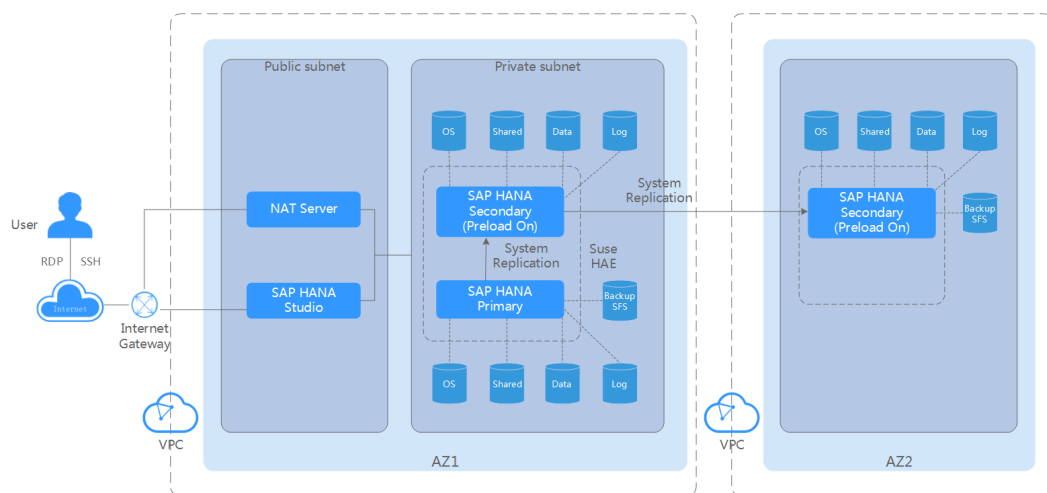 Public subnet
Private subnet
OS
Shared
Data
Log
OS
Shared
Data
Log
User
RDP
SSH
Internet
Internet
Gateway
NAT Server
SAP HANA
Studio
SAP HANA
Secondary
(Preload On)
System
Replication
Suse
HAE
SAP HANA
Primary
Backup
SFS
OS
Shared
Data
Log
System
Replication
SAP HANA
Secondary
(Preload On)
Backup
SFS
VPC
AZ1
VPC
AZ2